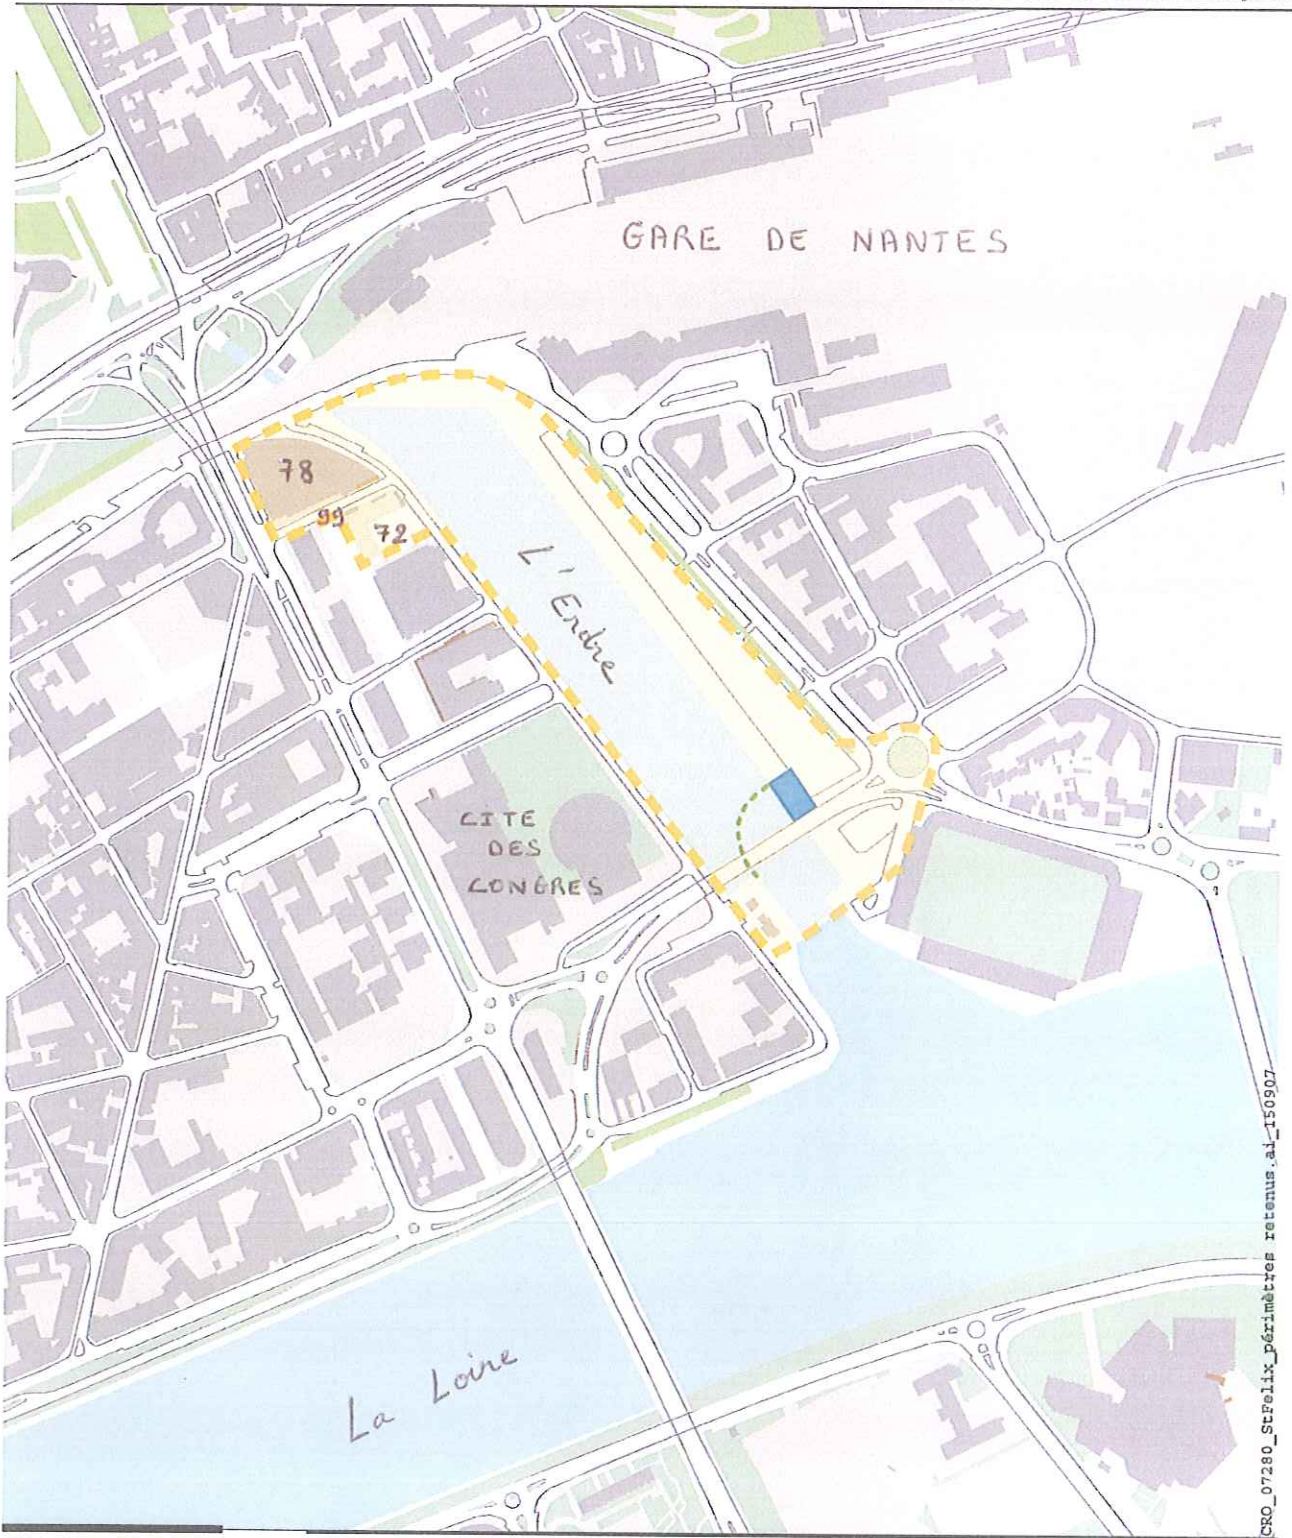 GARE DE NANTES
78
99
72
L'Erdre
CITE
DES
CONGRES
La Loire
CRO_07280_StFelix_périmètres retenus.ai_150907